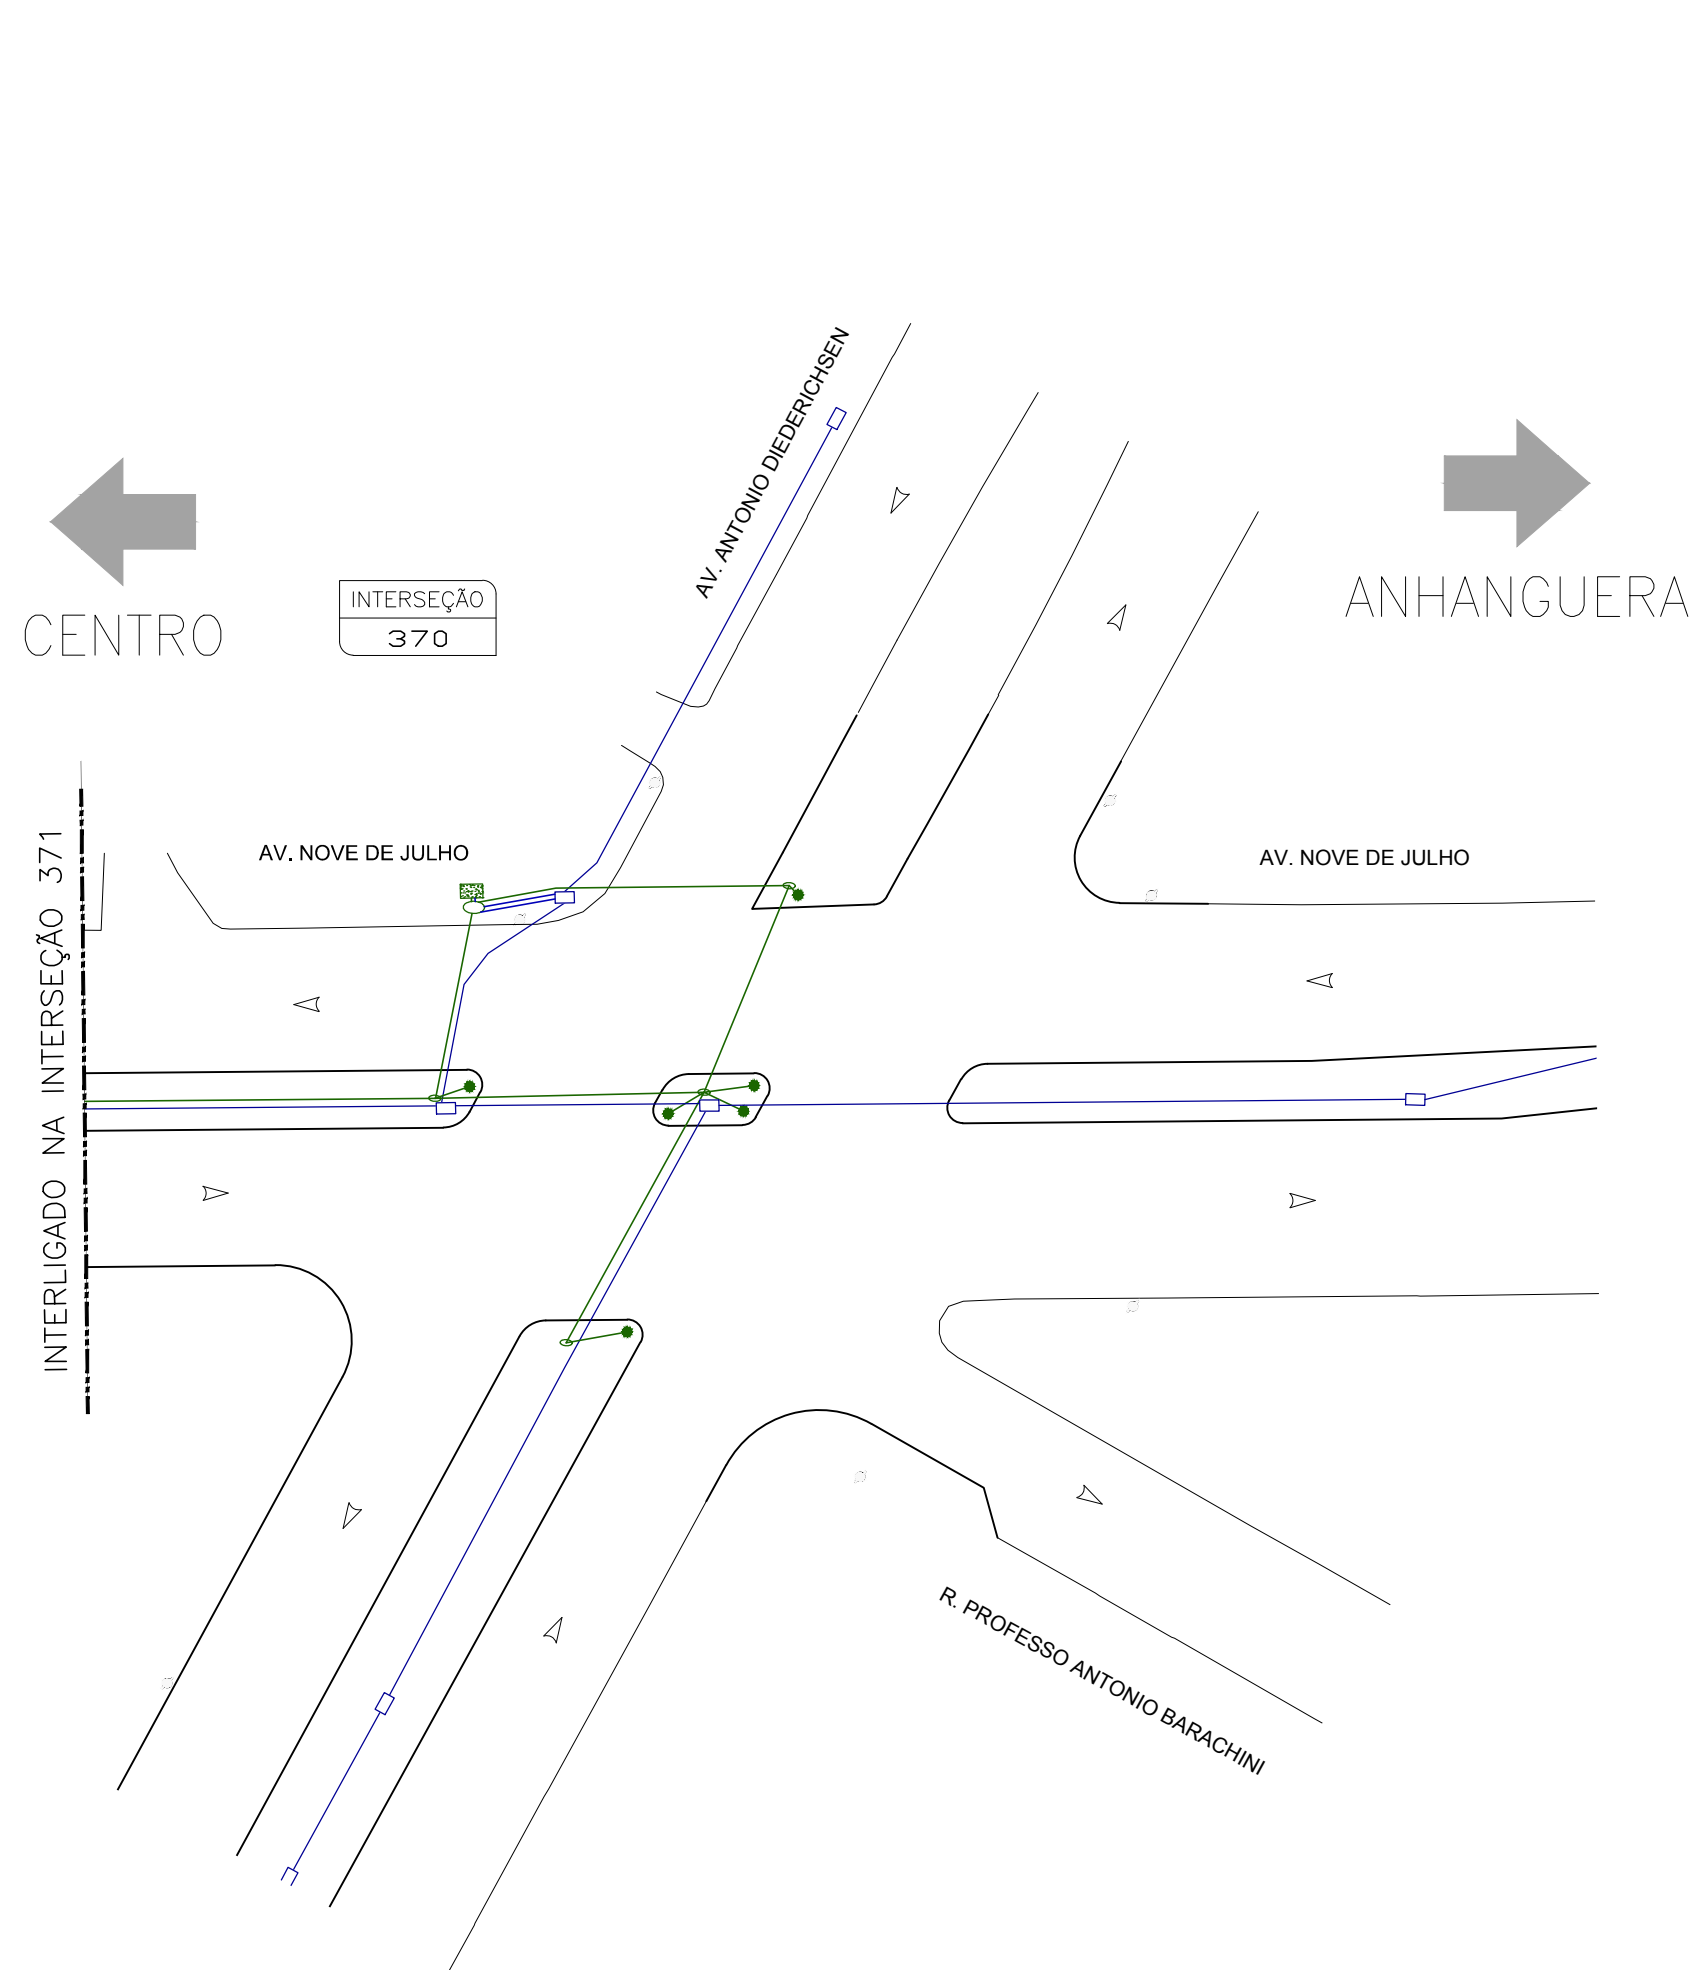 AV. ANTONIO DIEDERICHSEN
CENTRO
INTERSEÇÃO
370
ANHANGUERA
INTERLIGADO NA INTERSEÇÃO 371
AV. NOVE DE JULHO
AV. NOVE DE JULHO
R. PROFESSO ANTONIO BARACHINI